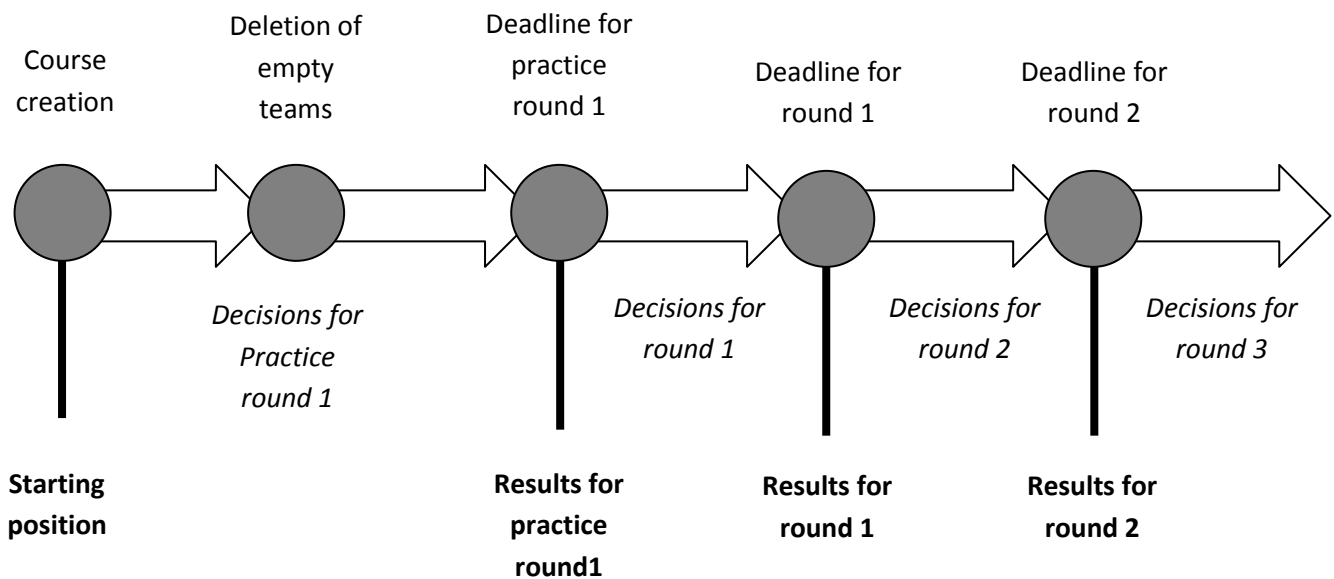 Course
creation
Deletion of
empty
teams
Deadline for
practice
round 1
Deadline for
round 1
Deadline for
round 2
Decisions for
Practice
round 1
Decisions for
round 1
Decisions for
round 2
Decisions for
round 3
Starting
position
Results for
practice
round1
Results for
round 1
Results for
round 2